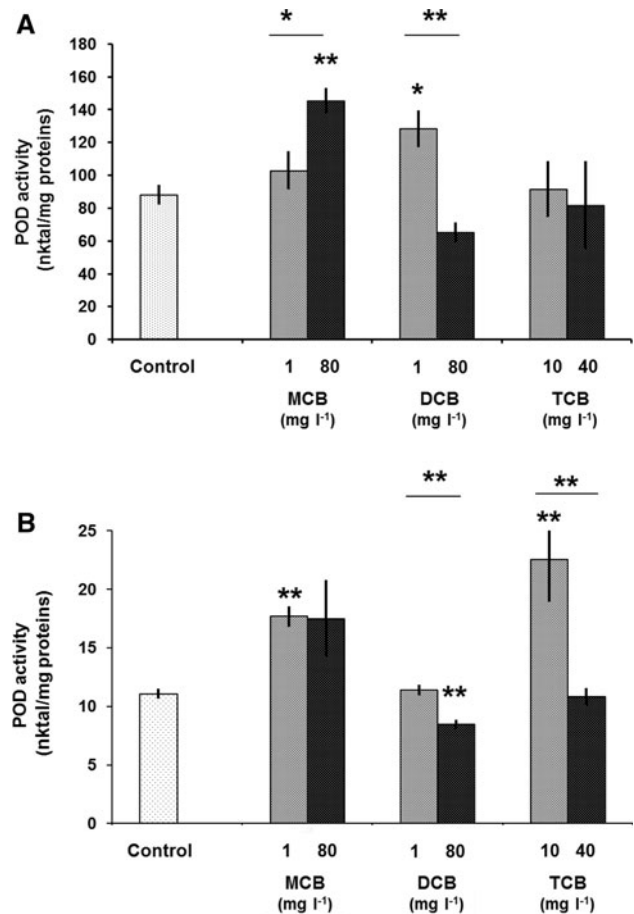 A
* **
180
** *
160
140
120
100
80
60
40
20
0
POD activity
(nktal/mg proteins)
Control 1 80 1 80 10 40
MCB DCB TCB
(mg l-1) (mg l-1) (mg l-1)
B
** **
25
** ** **
20
15
10
5
0
POD activity
(nktal/mg proteins)
Control 1 80 1 80 10 40
MCB DCB TCB
(mg l-1) (mg l-1) (mg l-1)